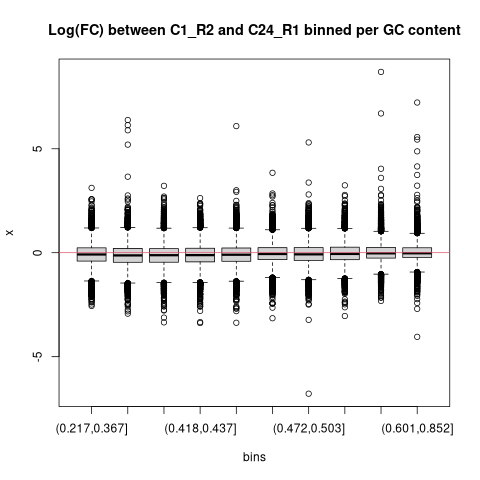 Log(FC) between C1_R2 and C24_R1 binned per GC content
x
5
0
-5
(0.217,0.367]
(0.418,0.437]
(0.472,0.503]
(0.601,0.852]
bins